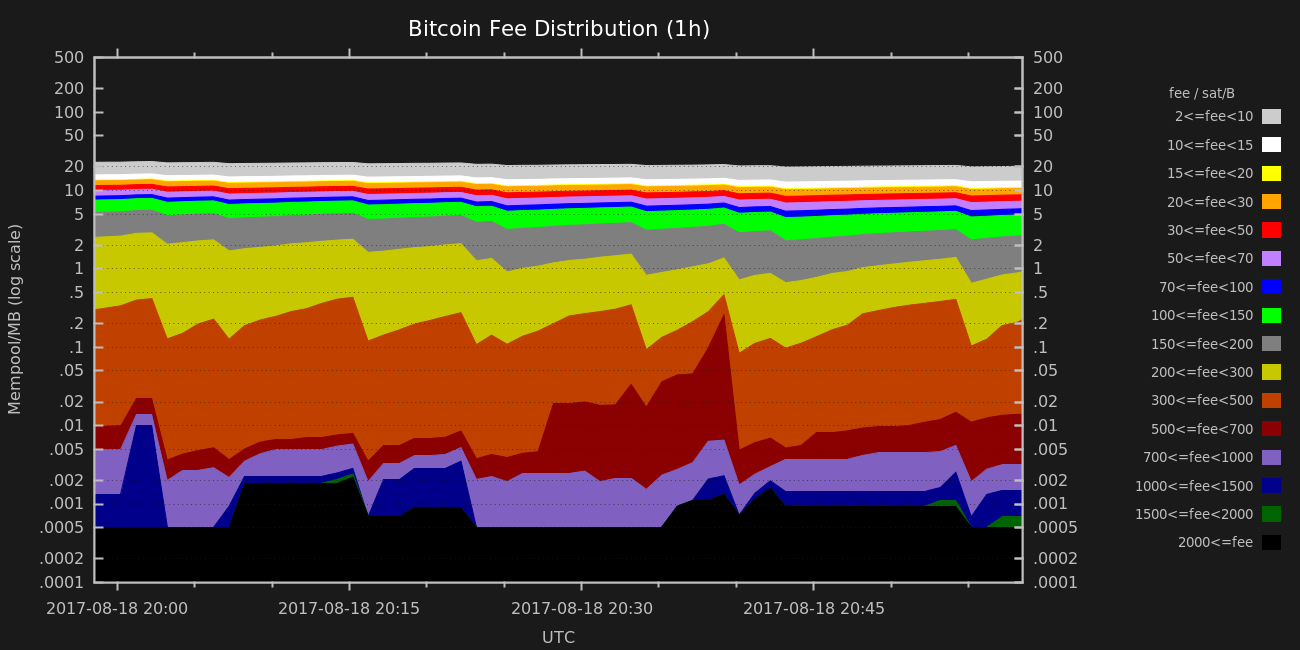 Bitcoin Fee Distribution (1h)
Mempool/MB (log scale)
500
200
100
50
20
10
5
2
1
.5
.2
.1
.05
.02
.01
.005
.002
.001
.0005
.0002
.0001
500
200
100
50
20
10
5
2
1
.5
.2
.1
.05
.02
.01
.005
.002
.001
.0005
.0002
.0001
2017-08-18 20:00
2017-08-18 20:15
2017-08-18 20:30
2017-08-18 20:45
UTC
fee / sat/B
2<=fee<10
10<=fee<15
15<=fee<20
20<=fee<30
30<=fee<50
50<=fee<70
70<=fee<100
100<=fee<150
150<=fee<200
200<=fee<300
300<=fee<500
500<=fee<700
700<=fee<1000
1000<=fee<1500
1500<=fee<2000
2000<=fee